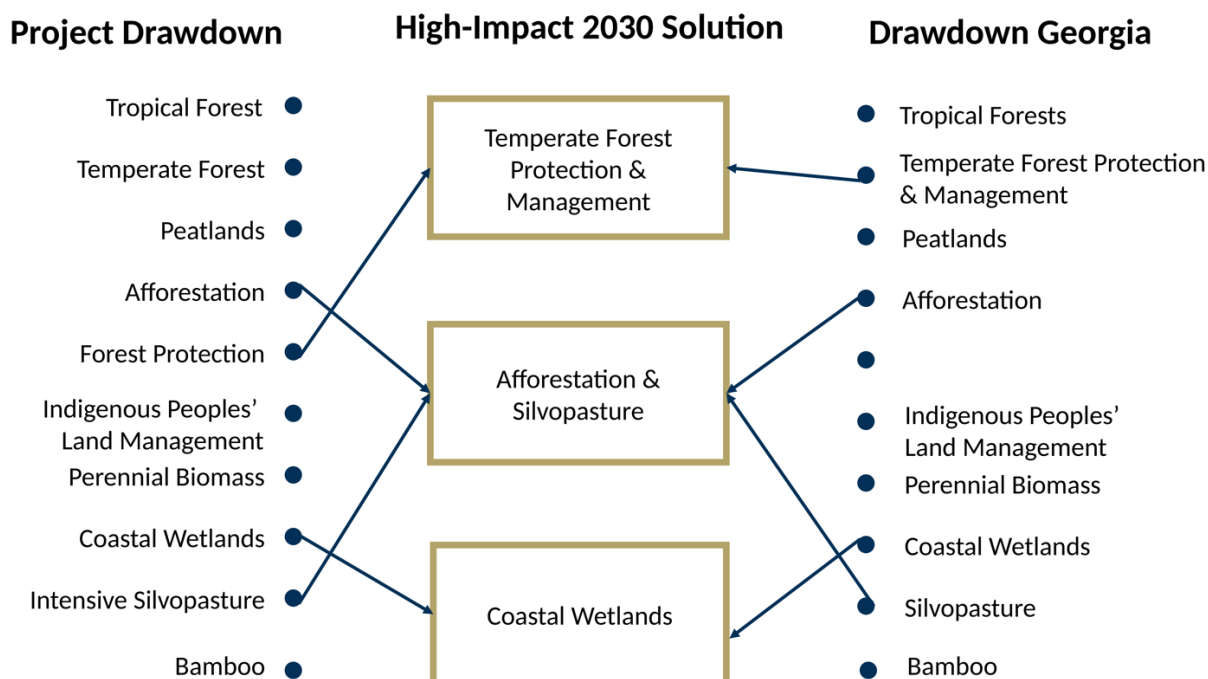 Project Drawdown
High-Impact 2030 Solution
Drawdown Georgia
Tropical Forest
Temperate Forest
Peatlands
Afforestation
Forest Protection
Indigenous Peoples’
Land Management
Perennial Biomass
Coastal Wetlands
Intensive Silvopasture
Bamboo
Temperate Forest
Protection &
Management
Afforestation &
Silvopasture
Coastal Wetlands
Tropical Forests
Temperate Forest Protection
& Management
Peatlands
Afforestation
Indigenous Peoples’
Land Management
Perennial Biomass
Coastal Wetlands
Silvopasture
Bamboo